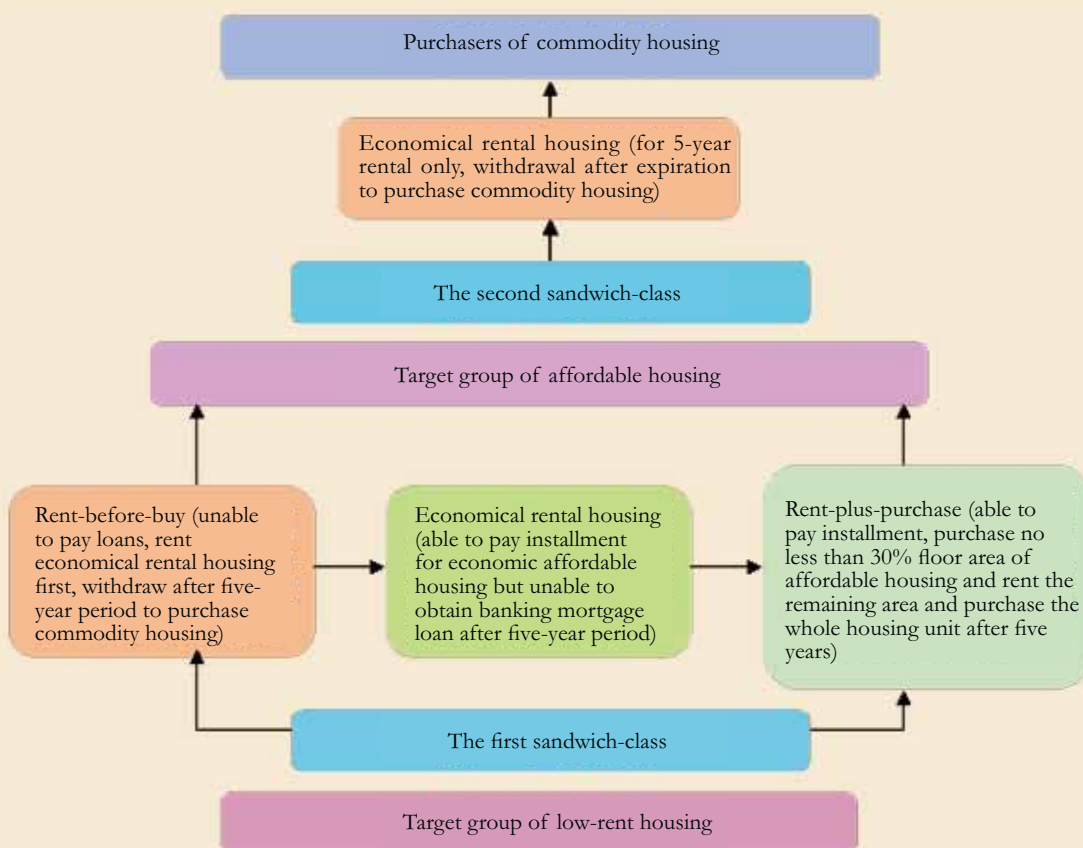 Purchasers of commodity housing
Economical rental housing (for 5-year
rental only, withdrawal after expiration
to purchase commodity housing)
The second sandwich-class
Target group of affordable housing
Rent-before-buy (unable
to pay loans, rent
economical rental housing
first, withdraw after five-
year period to purchase
commodity housing)
Economical rental housing
(able to pay installment
for economic affordable
housing but unable to
obtain banking mortgage
loan after five-year period)
Rent-plus-purchase (able to
pay installment, purchase no
less than 30% floor area of
affordable housing and rent the
remaining area and purchase the
whole housing unit after five
years)
The first sandwich-class
Target group of low-rent housing